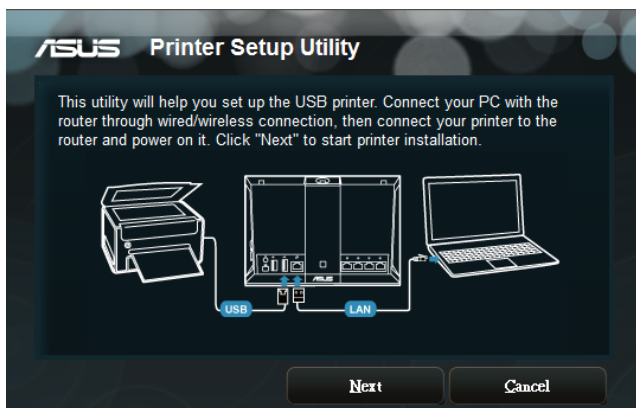 ASUS Printer Setup Utility
This utility will help you set up the USB printer. Connect your PC with the
router through wired/wireless connection, then connect your printer to the
router and power on it. Click "Next" to start printer installation.
ASUS
USB
LAN
Next
Cancel